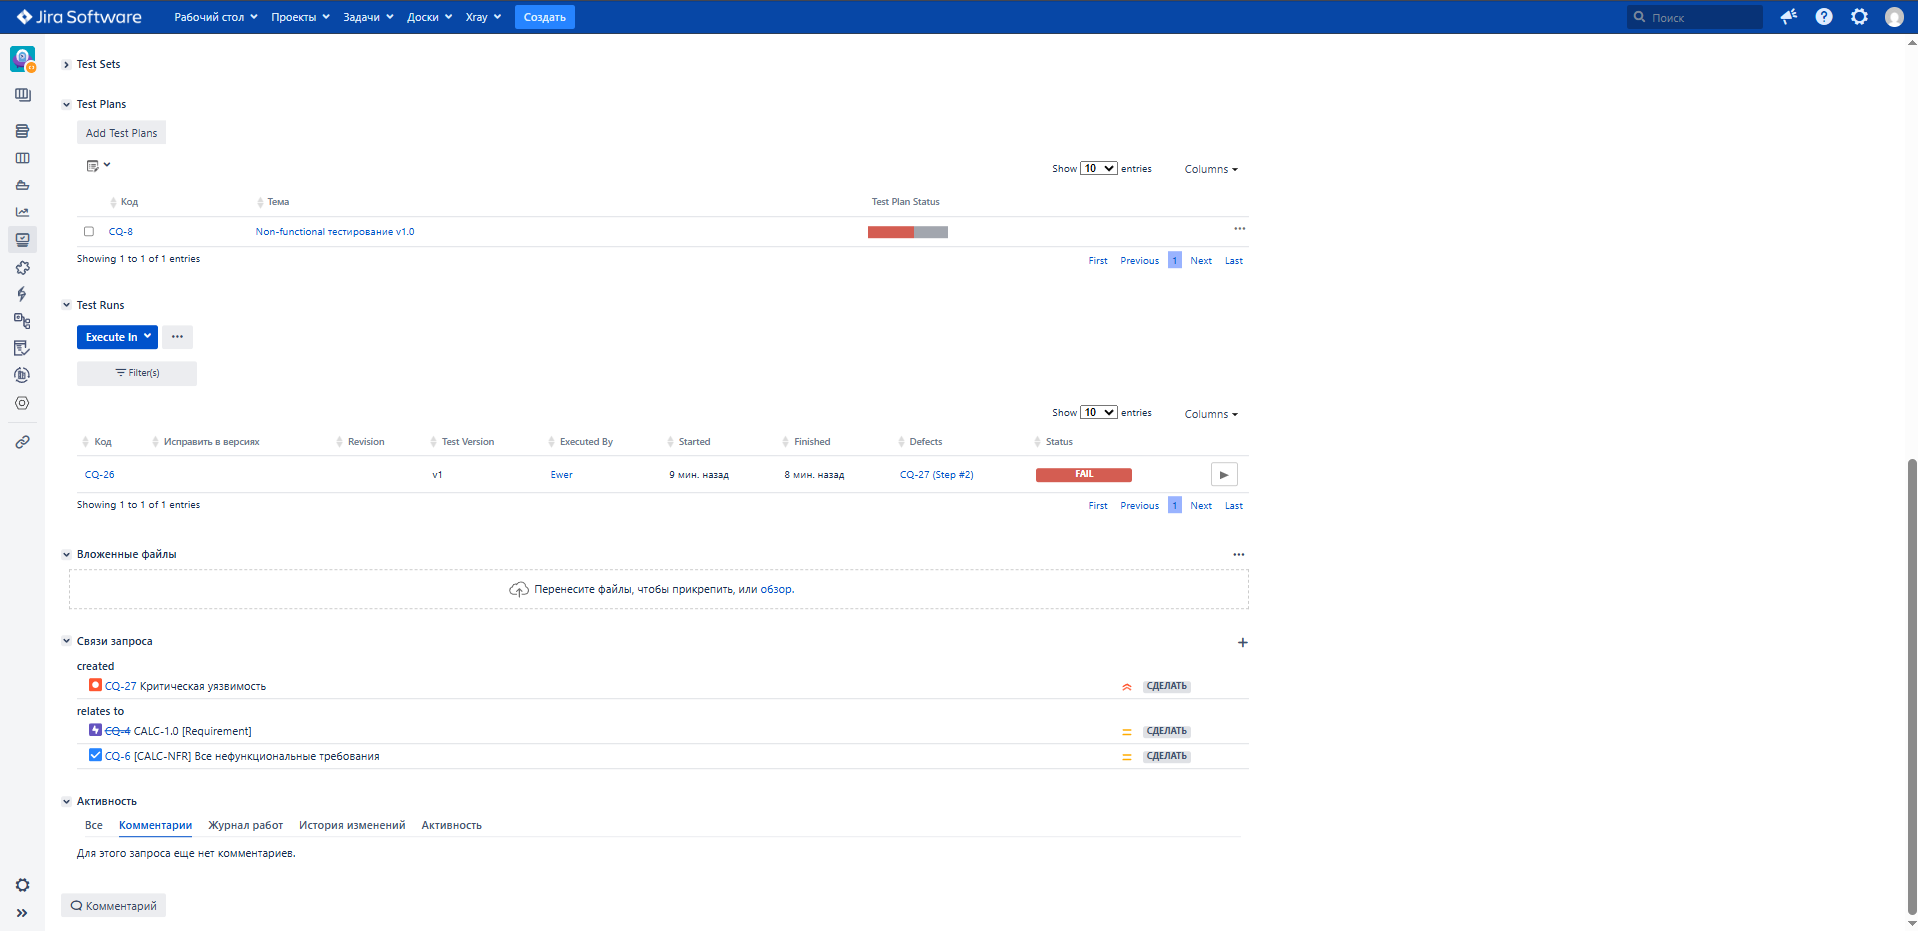 Jira Software Рабочий стол Проекты Задачи Доски Xray Создать Поиск
Test Sets
Test Plans
Add Test Plans
Show 10 entries Columns
Код Тема Test Plan Status
CQ-8 Non-functional тестирование v1.0
Showing 1 to 1 of 1 entries First Previous 1 Next Last
Test Runs
Execute In
Filter(s)
Show 10 entries Columns
Код Исправить в версиях Revision Test Version Executed By Started Finished Defects Status
CQ-26 v1 Ewer 9 мин. назад 8 мин. назад CQ-27 (Step #2) FAIL
Showing 1 to 1 of 1 entries First Previous 1 Next Last
Вложенные файлы
Перенесите файлы, чтобы прикрепить, или обзор.
Связи запроса
created
CQ-27 Критическая уязвимость СДЕЛАТЬ
relates to
CQ-4 CALC-1.0 [Requirement] СДЕЛАТЬ
CQ-6 [CALC-NFR] Все нефункциональные требования СДЕЛАТЬ
Активность
Все Комментарии Журнал работ История изменений Активность
Для этого запроса еще нет комментариев.
Комментарий